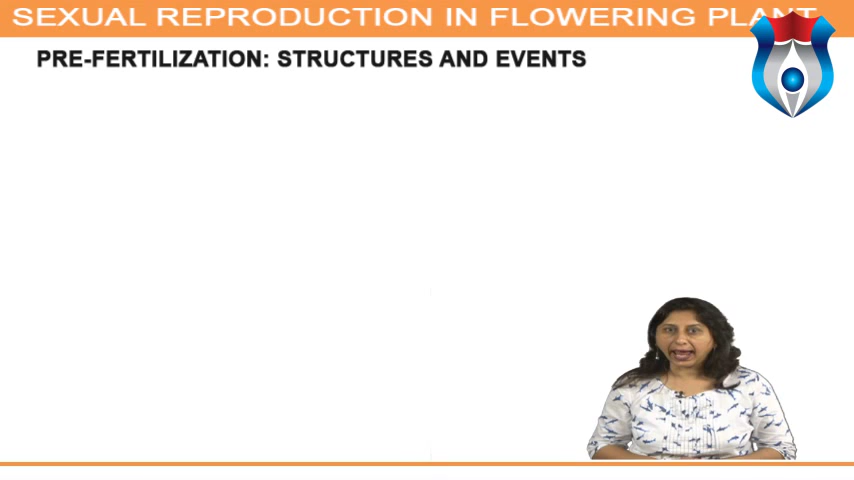 SEXUAL REPRODUCTION IN FLOWERING PLANT
PRE-FERTILIZATION: STRUCTURES AND EVENTS